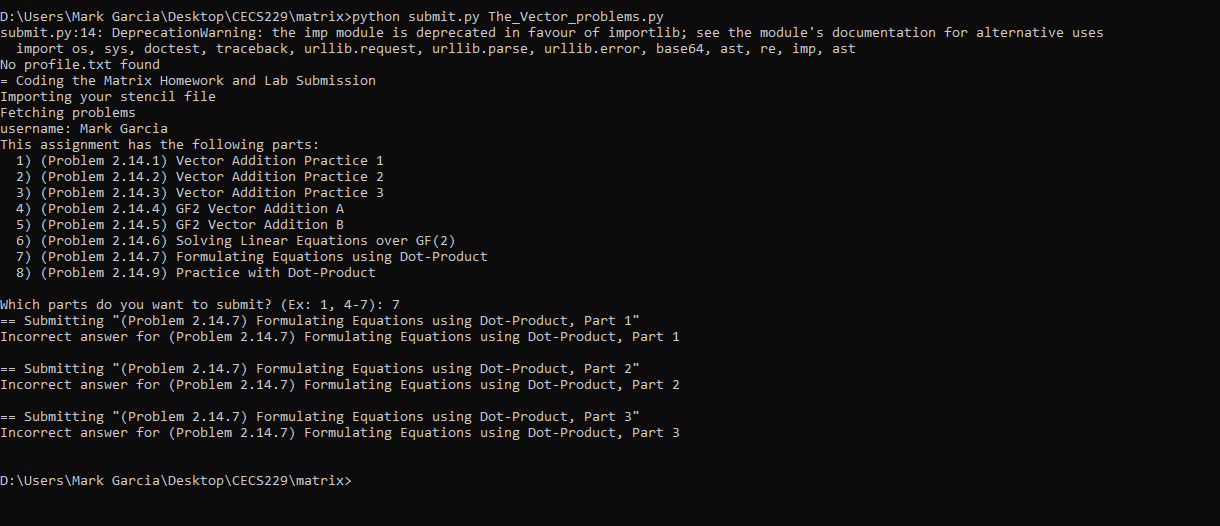 D:\Users\Mark Garcia\Desktop\CECS229\matrix>python submit.py The_Vector_problems.py
submit.py:14: DeprecationWarning: the imp module is deprecated in favour of importlib; see the module's documentation for alternative uses
  import os, sys, doctest, traceback, urllib.request, urllib.parse, urllib.error, base64, ast, re, imp, ast
No profile.txt found
= Coding the Matrix Homework and Lab Submission
Importing your stencil file
Fetching problems
username: Mark Garcia
This assignment has the following parts:
  1) (Problem 2.14.1) Vector Addition Practice 1
  2) (Problem 2.14.2) Vector Addition Practice 2
  3) (Problem 2.14.3) Vector Addition Practice 3
  4) (Problem 2.14.4) GF2 Vector Addition A
  5) (Problem 2.14.5) GF2 Vector Addition B
  6) (Problem 2.14.6) Solving Linear Equations over GF(2)
  7) (Problem 2.14.7) Formulating Equations using Dot-Product
  8) (Problem 2.14.9) Practice with Dot-Product

Which parts do you want to submit? (Ex: 1, 4-7): 7
== Submitting "(Problem 2.14.7) Formulating Equations using Dot-Product, Part 1"
Incorrect answer for (Problem 2.14.7) Formulating Equations using Dot-Product, Part 1

== Submitting "(Problem 2.14.7) Formulating Equations using Dot-Product, Part 2"
Incorrect answer for (Problem 2.14.7) Formulating Equations using Dot-Product, Part 2

== Submitting "(Problem 2.14.7) Formulating Equations using Dot-Product, Part 3"
Incorrect answer for (Problem 2.14.7) Formulating Equations using Dot-Product, Part 3

D:\Users\Mark Garcia\Desktop\CECS229\matrix>